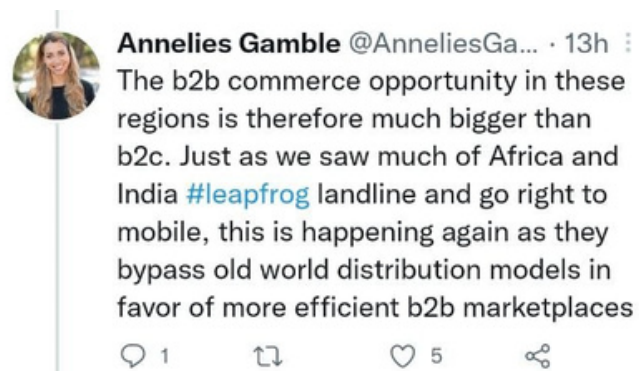 Annelies Gamble @AnneliesGa... · 13h
The b2b commerce opportunity in these
regions is therefore much bigger than
b2c. Just as we saw much of Africa and
India #leapfrog landline and go right to
mobile, this is happening again as they
bypass old world distribution models in
favor of more efficient b2b marketplaces
1 5